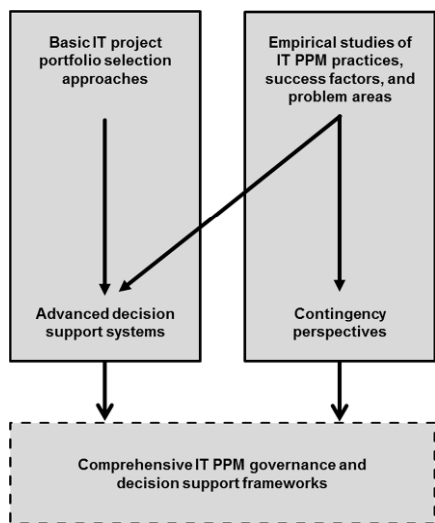 Basic IT project
portfolio selection
approaches
Empirical studies of
IT PPM practices,
success factors, and
problem areas
Advanced decision
support systems
Contingency
perspectives
Comprehensive IT PPM governance and
decision support frameworks